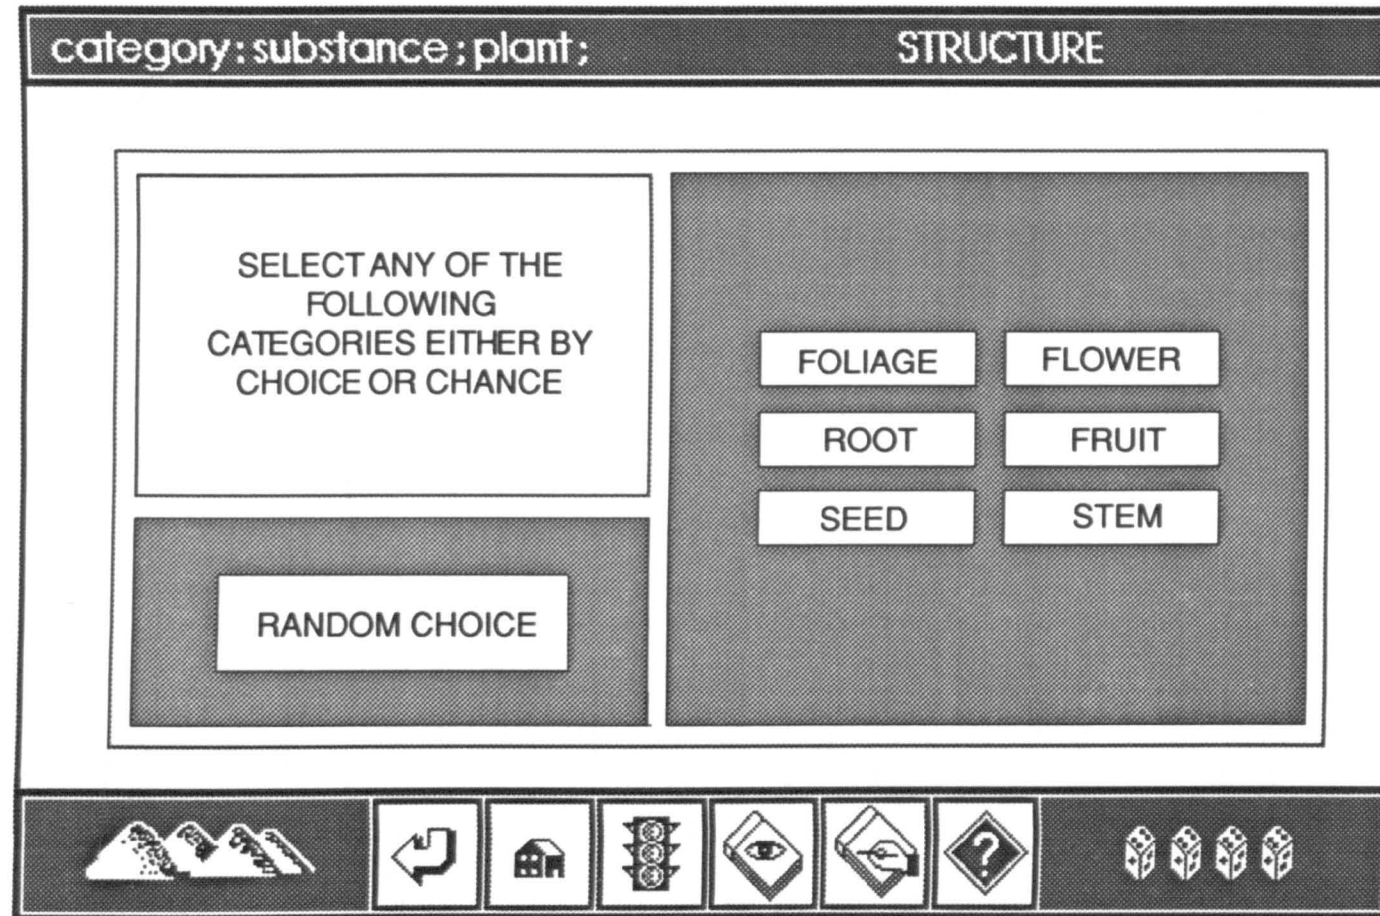 category:substance;plant; STRUCTURE
SELECT ANY OF THE
FOLLOWING
CATEGORIES EITHER BY
CHOICE OR CHANCE
RANDOM CHOICE
FOLIAGE FLOWER
ROOT FRUIT
SEED STEM
?